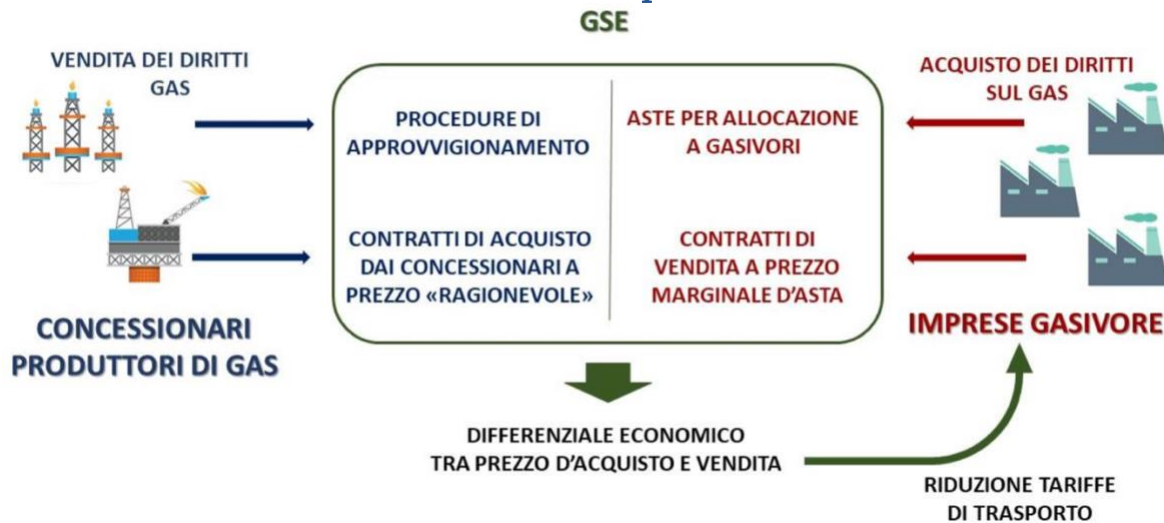 GSE
VENDITA DEI DIRITTI
GAS
PROCEDURE DI
APPROVVIGIONAMENTO
ASTE PER ALLOCAZIONE
A GASIVORI
ACQUISTO DEI DIRITTI
SUL GAS
CONTRATTI DI ACQUISTO
DAI CONCESSIONARI A
PREZZO «RAGIONEVOLE»
CONTRATTI DI
VENDITA A PREZZO
MARGINALE D'ASTA
CONCESSIONARI
PRODUTTORI DI GAS
IMPRESE GASIVORE
DIFFERENZIALE ECONOMICO
TRA PREZZO D'ACQUISTO E VENDITA
RIDUZIONE TARIFFE
DI TRASPORTO